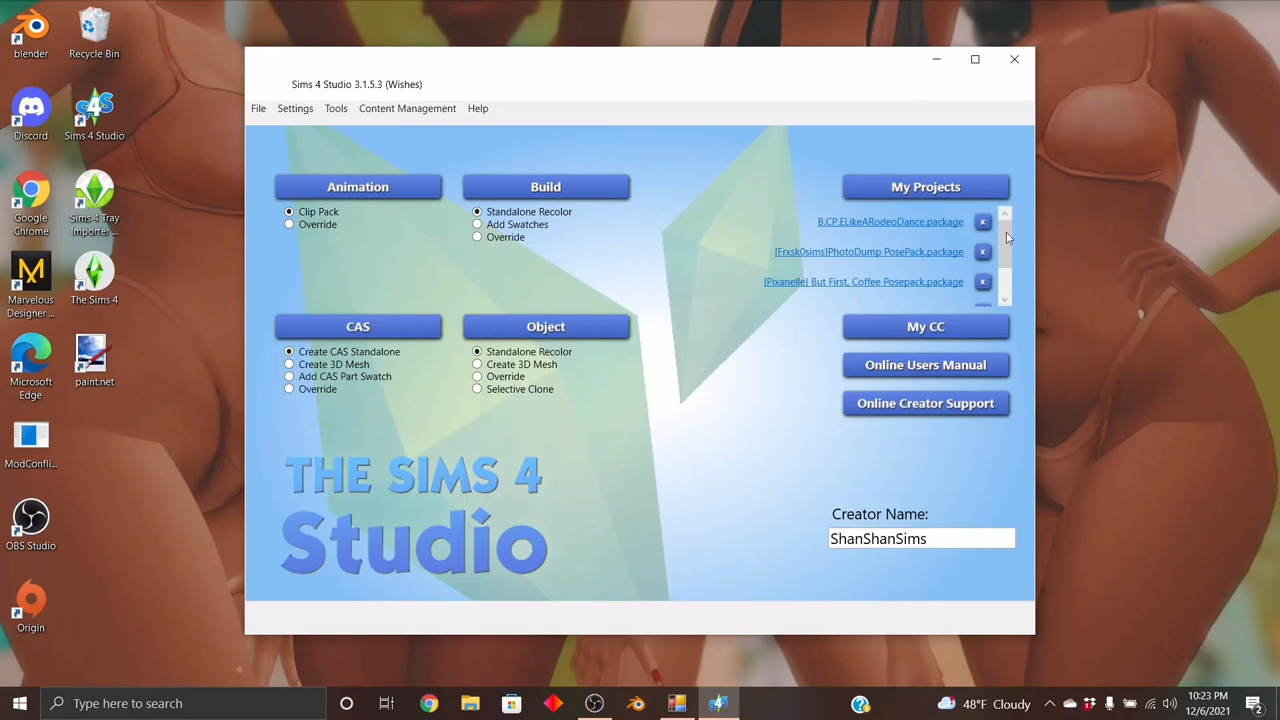 blender
Recycle Bin
Discord
Sims 4 Studio
Google
Chrome
Sims 4 Tray
Importer ...
Marvelous
Designer ...
The Sims 4
Microsoft
Edge
paint.net
ModConfli...
OBS Studio
Origin
Sims 4 Studio 3.1.5.3 (Wishes)
File Settings Tools Content Management Help
Animation
Clip Pack
Override
Build
Standalone Recolor
Add Swatches
Override
My Projects
B.CP.ELikeARodeoDance.package x
[Frxsk0sims]PhotoDump PosePack.package x
{Pixanelle} But First, Coffee Posepack.package x
CAS
Create CAS Standalone
Create 3D Mesh
Add CAS Part Swatch
Override
Object
Standalone Recolor
Create 3D Mesh
Override
Selective Clone
My CC
Online Users Manual
Online Creator Support
THE SIMS 4
Studio
Creator Name:
ShanShanSims
Type here to search
48°F Cloudy
10:23 PM
12/6/2021
2